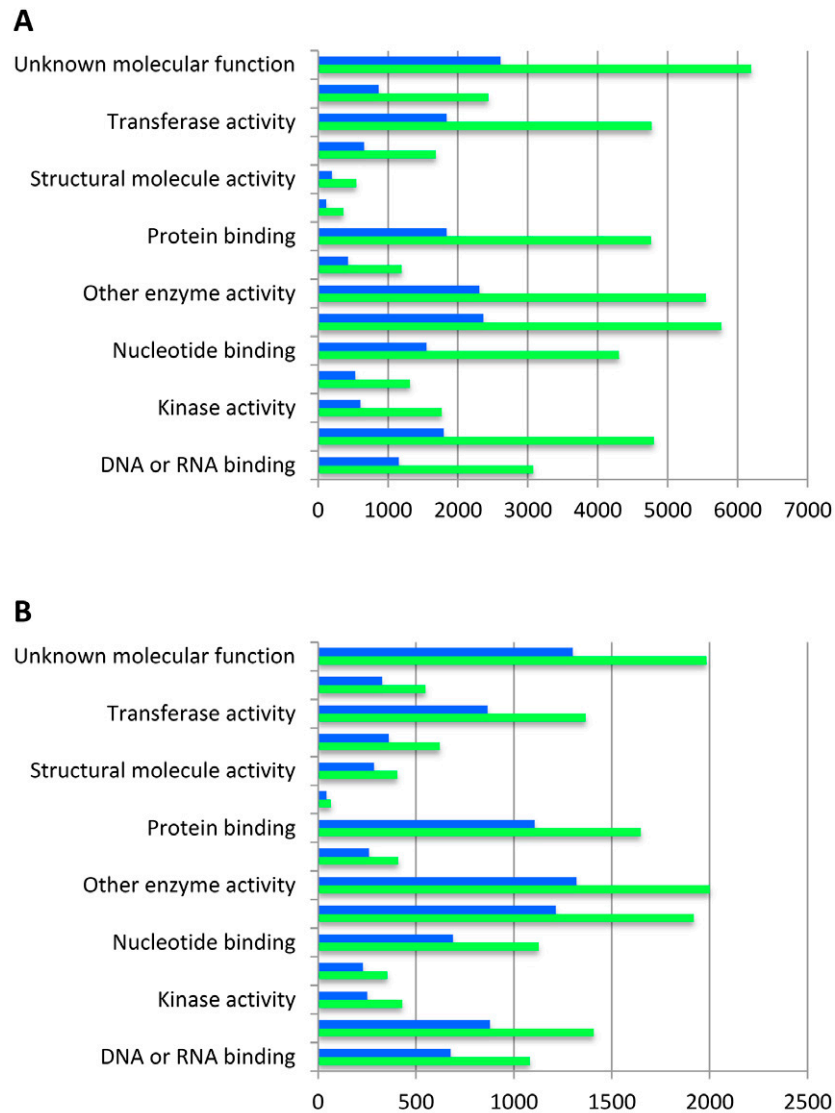 A
Unknown molecular function
Transferase activity
Structural molecule activity
Protein binding
Other enzyme activity
Nucleotide binding
Kinase activity
DNA or RNA binding
0 1000 2000 3000 4000 5000 6000 7000
B
Unknown molecular function
Transferase activity
Structural molecule activity
Protein binding
Other enzyme activity
Nucleotide binding
Kinase activity
DNA or RNA binding
0 500 1000 1500 2000 2500